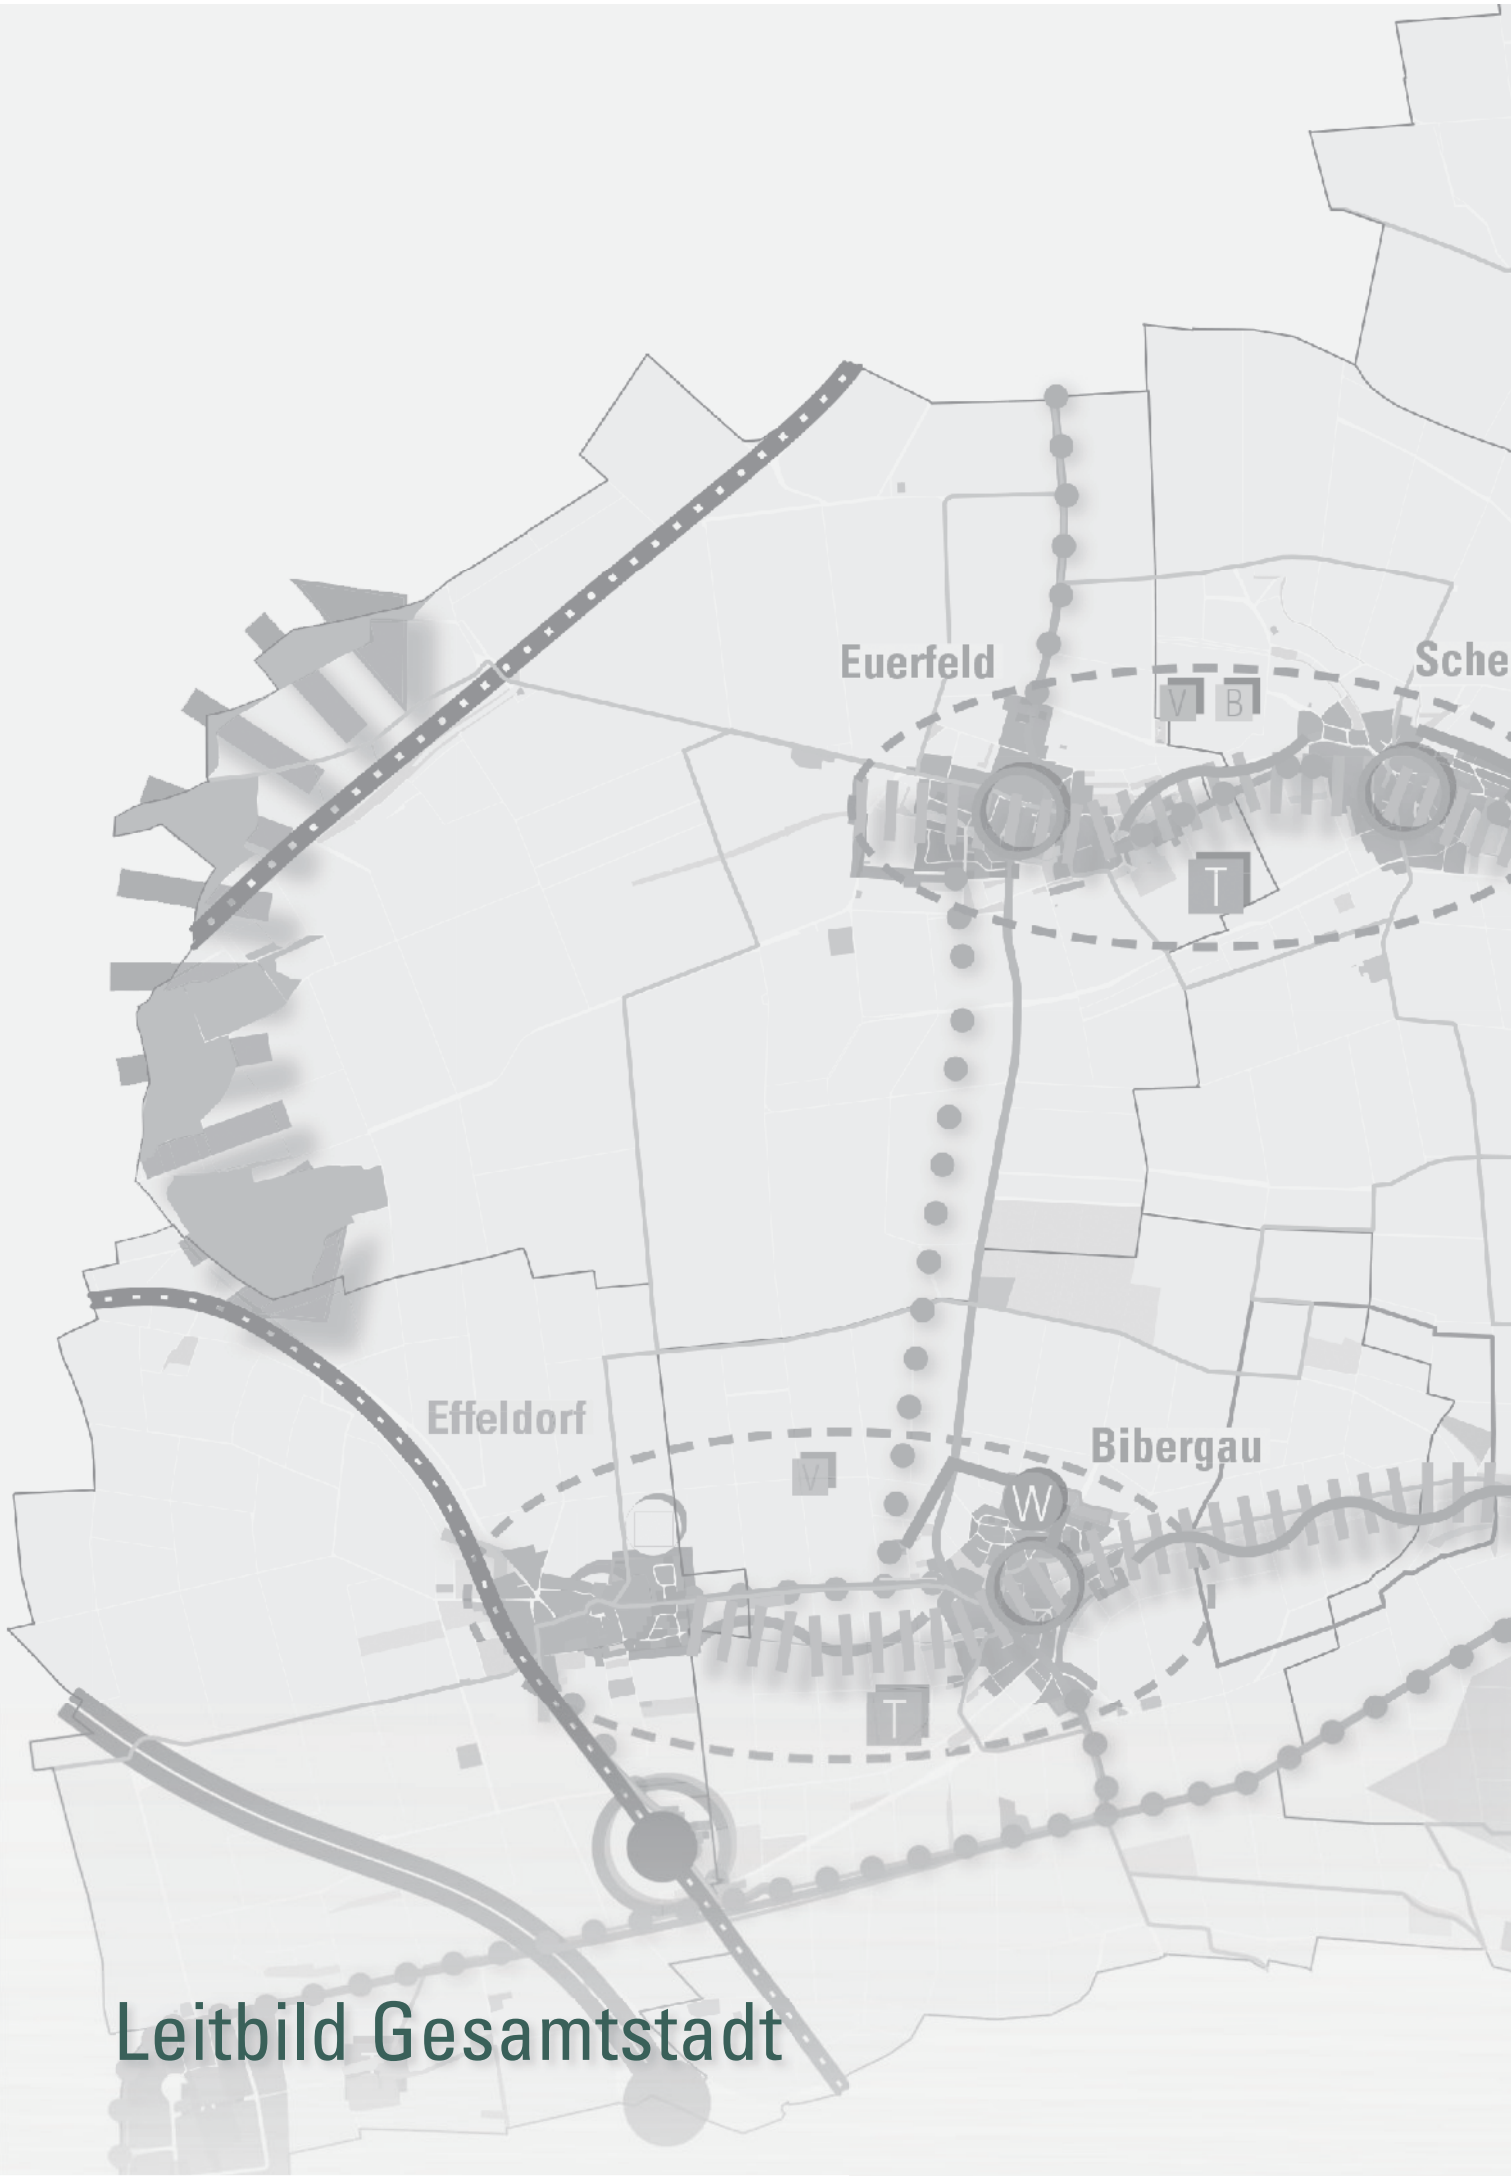 Euerfeld
Sche
V B
T
Effeldorf
Bibergau
V
W
T
Leitbild Gesamtstadt